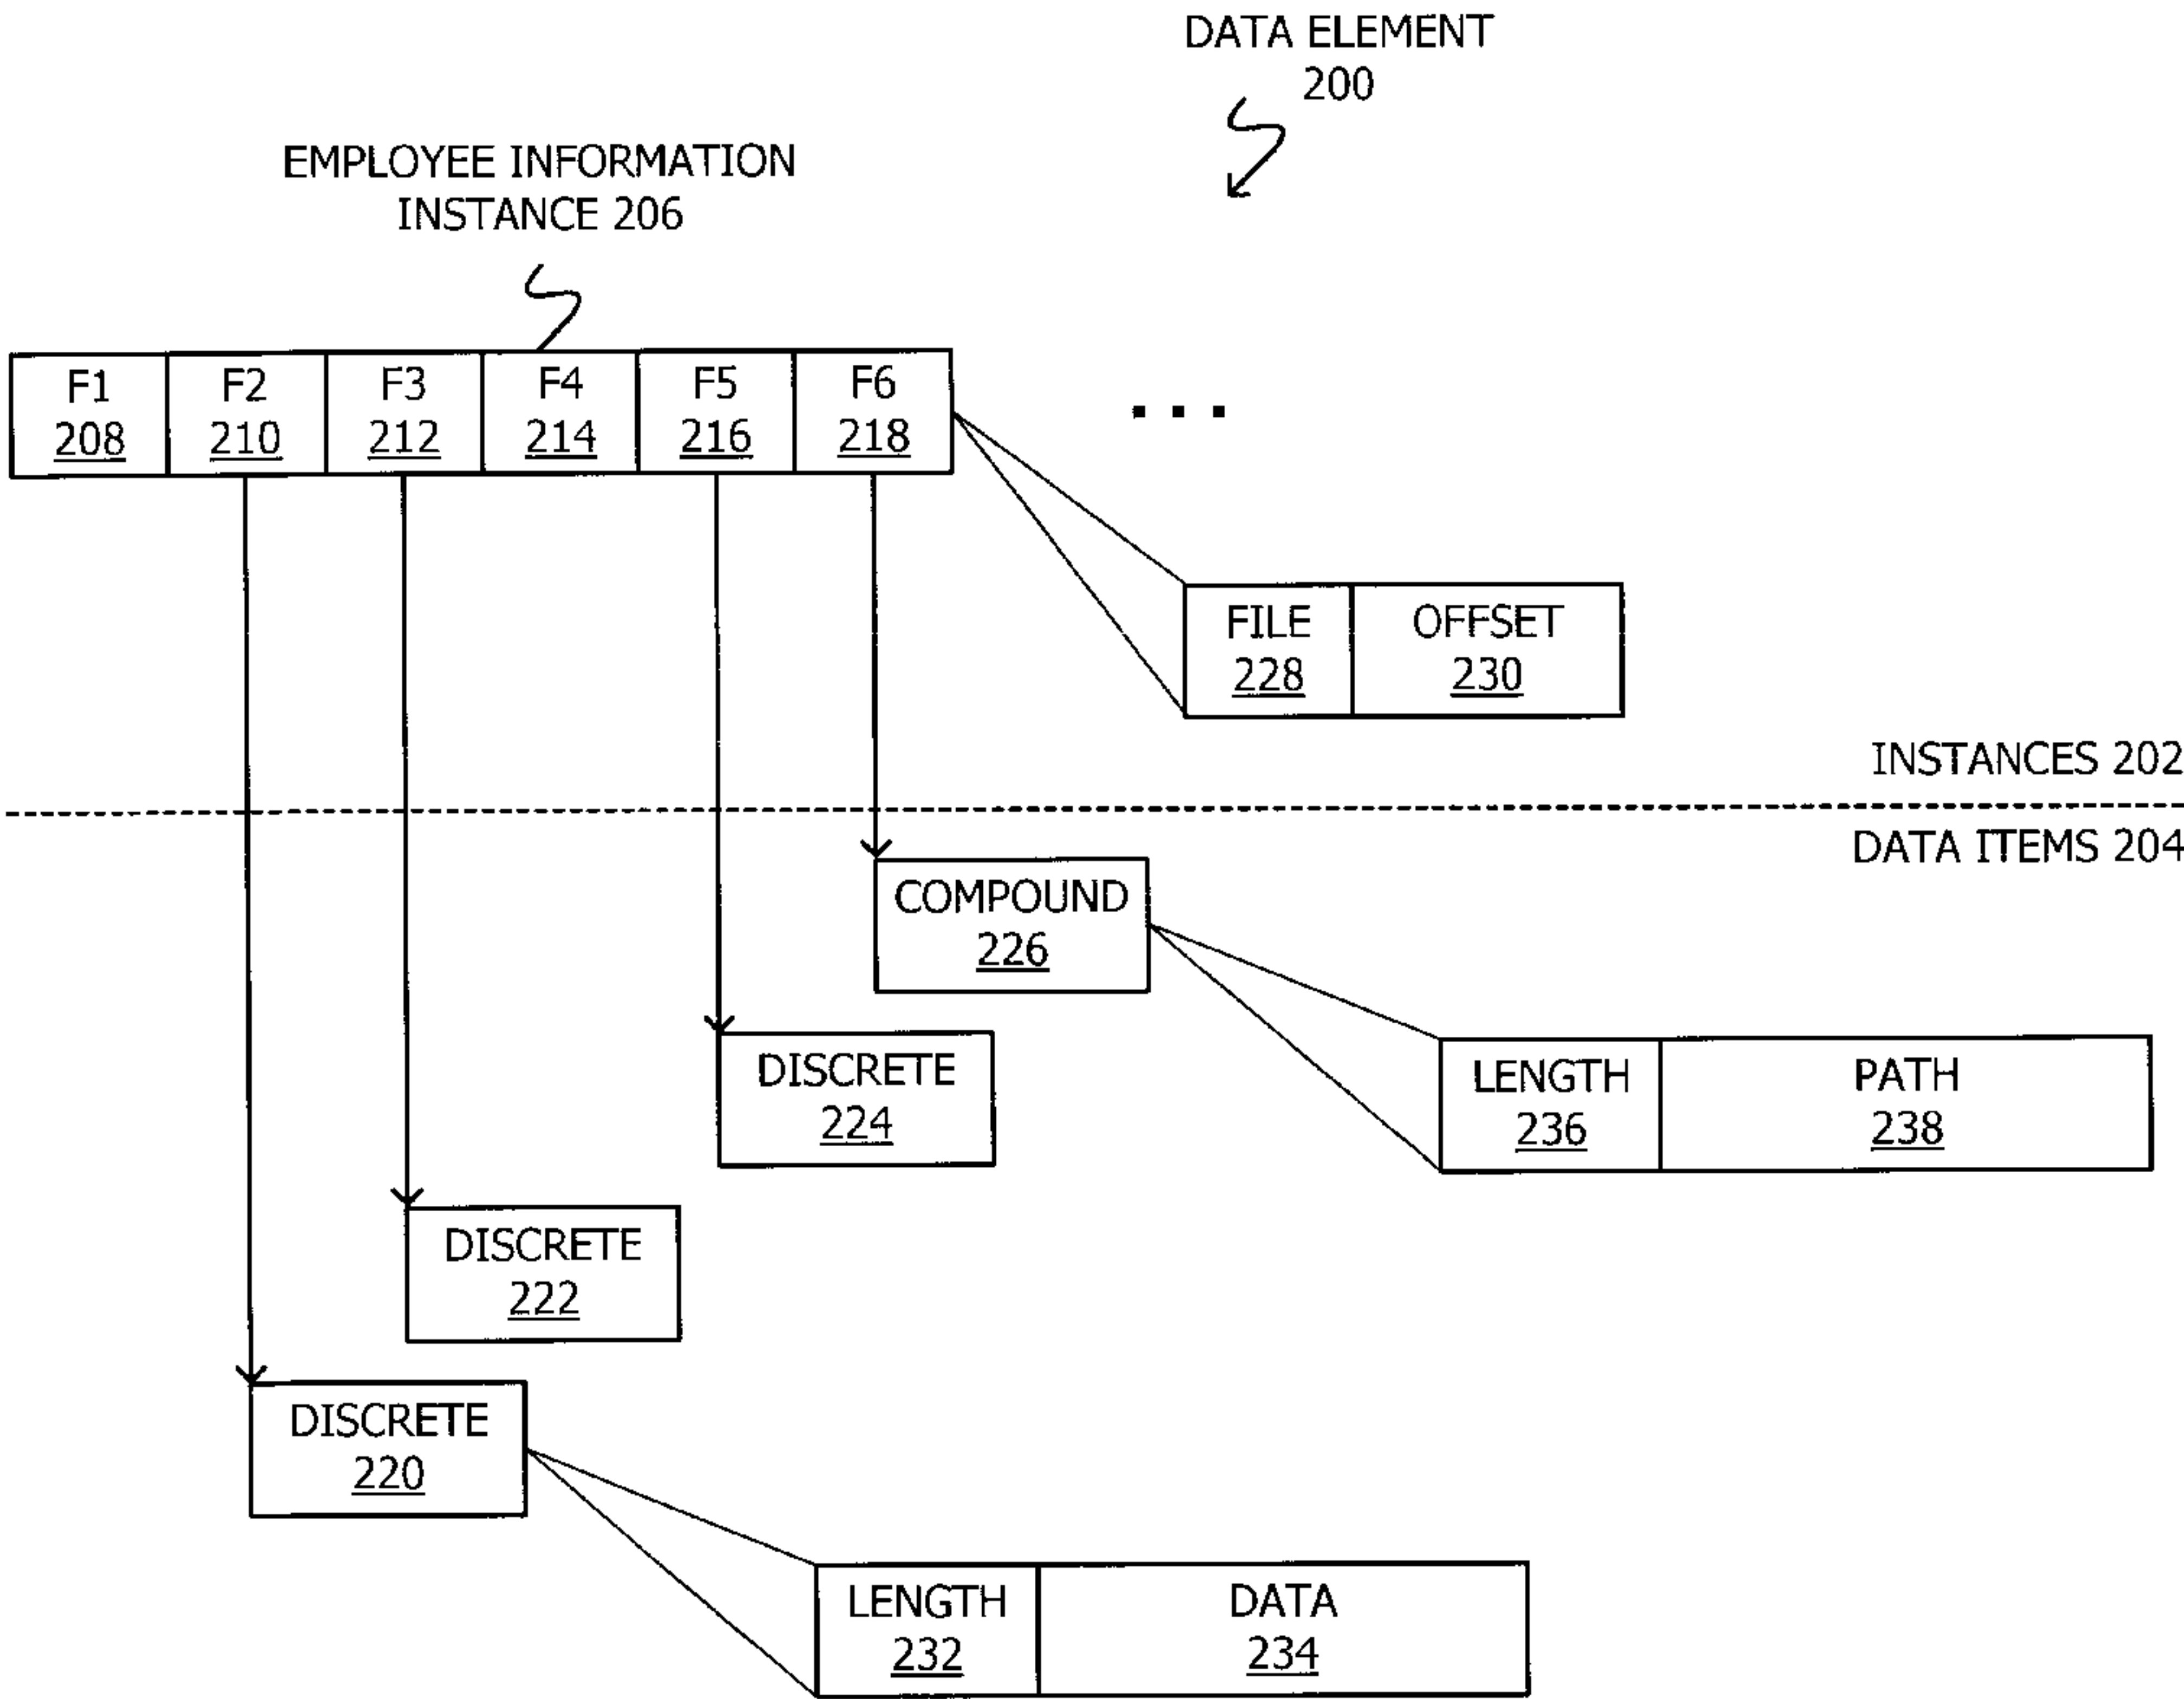 DATA ELEMENT
200
EMPLOYEE INFORMATION
INSTANCE 206
F1 F2 F3 F4 F5 F6
208 210 212 214 216 218
FILE OFFSET
228 230
INSTANCES 202
DATA ITEMS 204
COMPOUND
226
DISCRETE
224
LENGTH PATH
236 238
DISCRETE
222
DISCRETE
220
LENGTH DATA
232 234